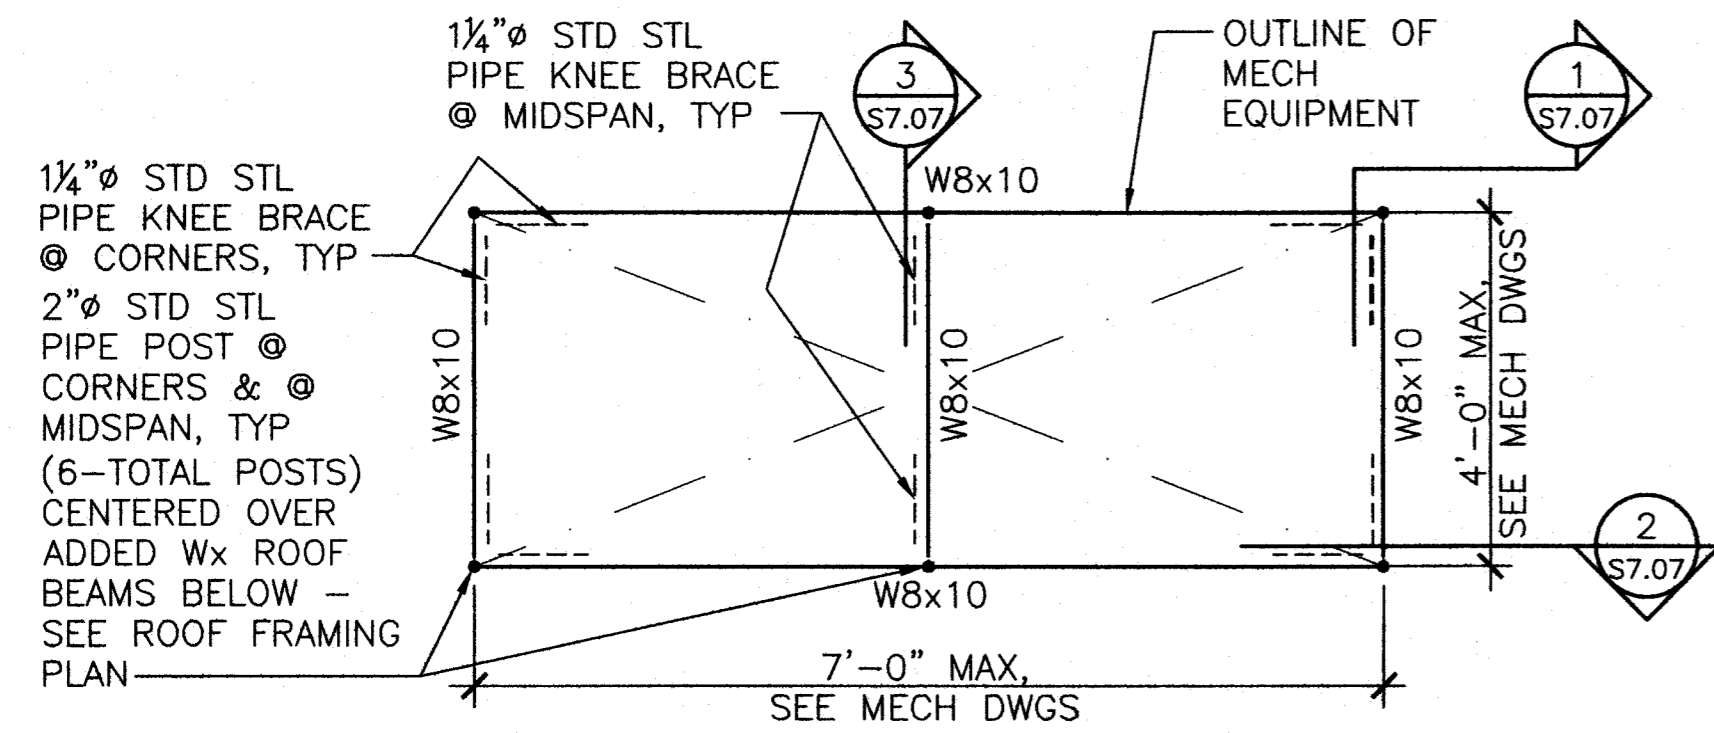 1¼"ø STD STL
PIPE KNEE BRACE
@ MIDSPAN, TYP
3
S7.07
OUTLINE OF
MECH
EQUIPMENT
1
S7.07
1¼"ø STD STL
PIPE KNEE BRACE
@ CORNERS, TYP
2"ø STD STL
PIPE POST @
CORNERS & @
MIDSPAN, TYP
(6-TOTAL POSTS)
CENTERED OVER
ADDED Wx ROOF
BEAMS BELOW -
SEE ROOF FRAMING
PLAN
W8x10
W8x10
W8x10
W8x10
W8x10
4'-0" MAX,
SEE MECH DWGS
2
S7.07
7'-0" MAX,
SEE MECH DWGS